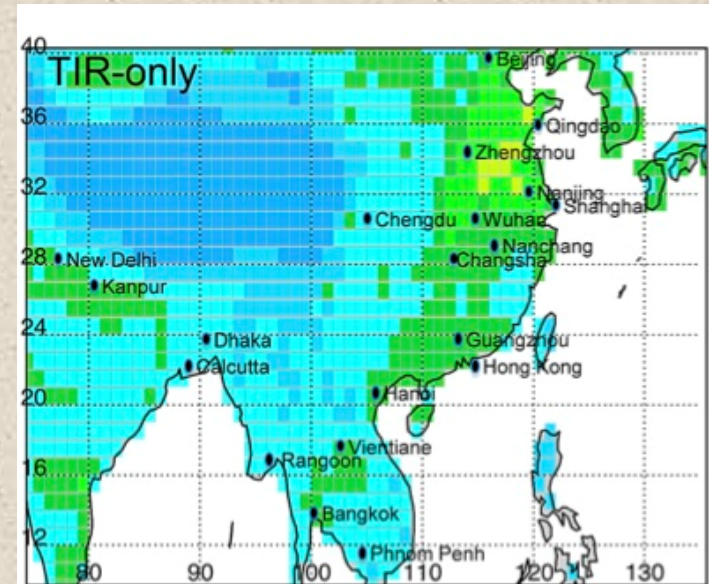 40
TIR-only
Beijing
36
Qingdao
Zhengzhou
32
Nanjing
Shanghai
Chengdu
Wuhan
Nanchang
28
New Delhi
Changsha
Kanpur
24
Dhaka
Guangzhou
Calcutta
Hong Kong
20
Hanoi
Vientiane
16
Rangoon
Bangkok
12
Phnom Penh
80
90
100
110
120
130